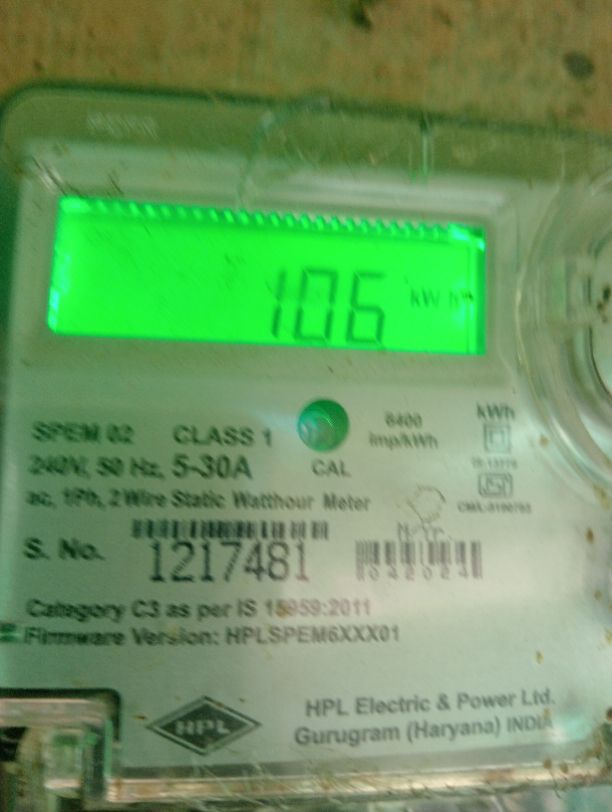 106 kWh
SPEM 02 CLASS 1 6400 kWh
240V, 50 Hz, 5-30A CAL imp/kWh
ac, 1Ph, 2 Wire Static Watthour Meter
S. No. 1217481 042024
Category C3 as per IS 15959:2011
Firmware Version: HPLSPEM6XXX01
HPL HPL Electric & Power Ltd.
Gurugram (Haryana) INDIA